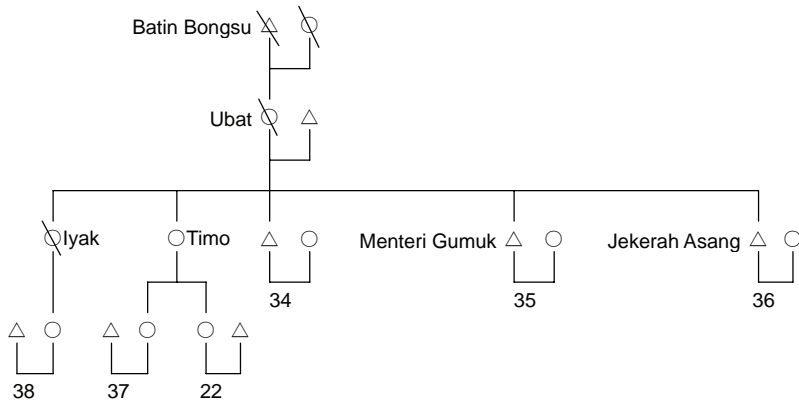 Batin Bongsu
Ubat
Iyak
Timo
Menteri Gumuk
Jekerah Asang
34
35
36
38
37
22